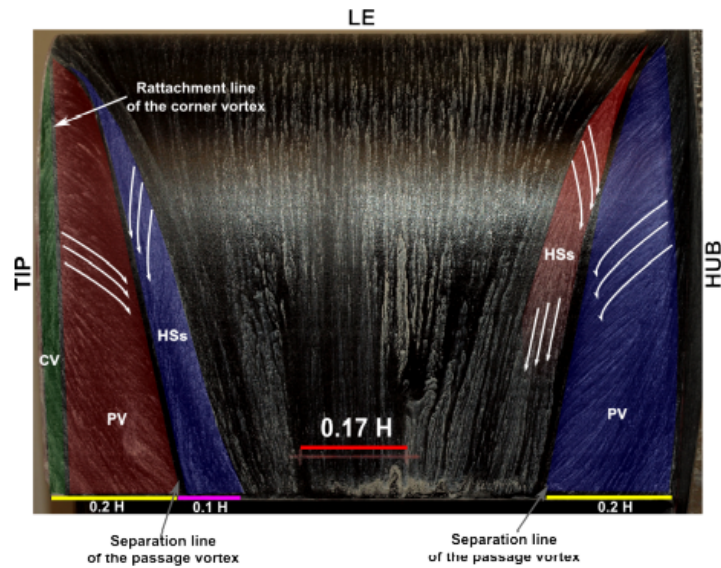 LE
Rattachment line
of the corner vortex
TIP
HUB
HSs
HSs
CV
PV
PV
0.17 H
0.2 H
0.1 H
0.2 H
Separation line
of the passage vortex
Separation line
of the passage vortex